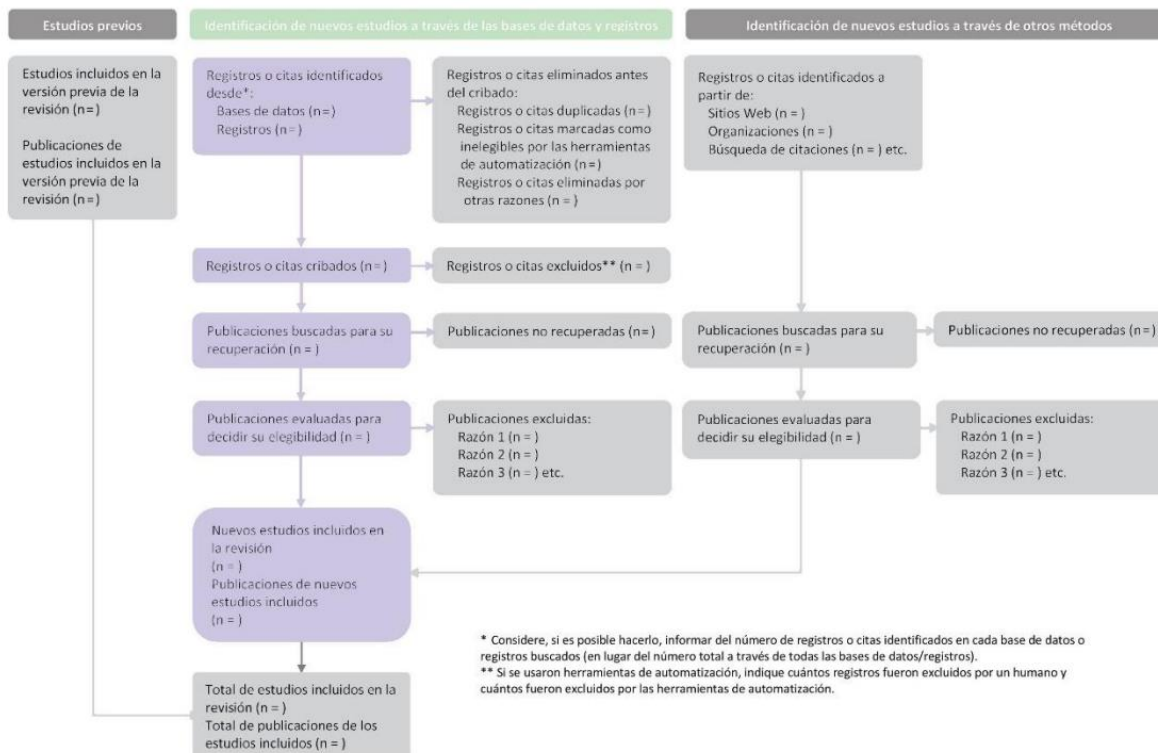 Estudios previos
Identificación de nuevos estudios a través de las bases de datos y registros
Identificación de nuevos estudios a través de otros métodos
Estudios incluidos en la
versión previa de la
revisión (n=)
Publicaciones de
estudios incluidos en la
versión previa de la
revisión (n=)
Registros o citas identificados
desde*:
Bases de datos (n=)
Registros (n=)
Registros o citas eliminados antes
del cribado:
Registros o citas duplicadas (n=)
Registros o citas marcadas como
inelegibles por las herramientas
de automatización (n=)
Registros o citas eliminadas por
otras razones (n = }
Registros o citas identificados a
partir de:
Sitios Web (n = )
Organizaciones (n = )
Búsqueda de citaciones (n = ) etc.
Registros o citas cribados (n=)
Registros o citas excluidos** (n = )
Publicaciones buscadas para su
recuperación (n = )
Publicaciones no recuperadas (n=)
Publicaciones buscadas para su
recuperación (n = )
Publicaciones no recuperadas (n=)
Publicaciones evaluadas para
decidir su elegibilidad (n = )
Publicaciones excluidas:
Razón 1 (n = )
Razón 2 (n = )
Razón 3 (n = ) etc.
Publicaciones evaluadas para
decidir su elegibilidad (n = )
Publicaciones excluidas:
Razón 1 (n = )
Razón 2 (n = )
Razón 3 (n = ) etc.
Nuevos estudios incluidos en
la revisión
(n = )
Publicaciones de nuevos
estudios incluidos
(n = )
Total de estudios incluidos en la
revisión (n = )
Total de publicaciones de los
estudios incluidos (n = )
* Considere, si es posible hacerlo, informar del número de registros o citas identificados en cada base de datos o
registros buscados (en lugar del número total a través de todas las bases de datos/registros).
** Si se usaron herramientas de automatización, indique cuántos registros fueron excluidos por un humano y
cuántos fueron excluidos por las herramientas de automatización.